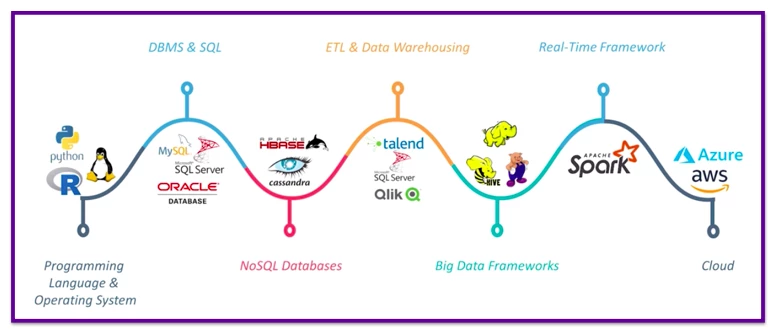 DBMS & SQL
ETL & Data Warehousing
Real-Time Framework
python
R
MySQL
Microsoft
SQL Server
ORACLE
DATABASE
APACHE
HBASE
cassandra
talend
Microsoft
SQL Server
Qlik
HIVE
APACHE
Spark
Azure
aws
Programming
Language &
Operating System
NoSQL Databases
Big Data Frameworks
Cloud